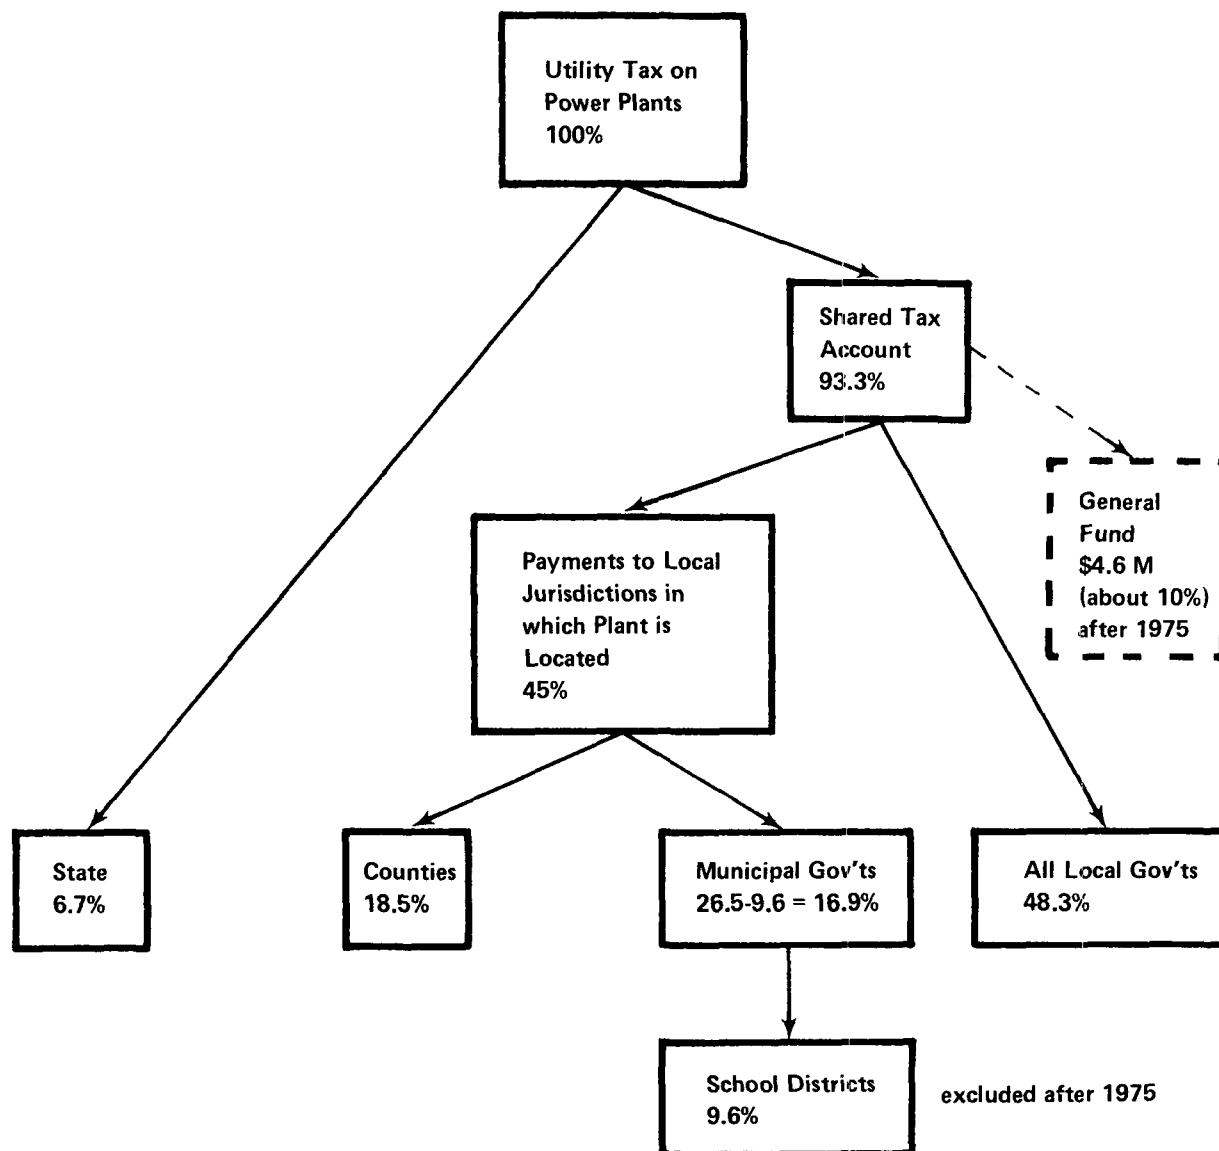 Utility Tax on
Power Plants
100%
Shared Tax
Account
93.3%
General
Fund
$4.6 M
(about 10%)
after 1975
Payments to Local
Jurisdictions in
which Plant is
Located
45%
State
6.7%
Counties
18.5%
Municipal Gov'ts
26.5-9.6 = 16.9%
All Local Gov'ts
48.3%
School Districts
9.6%
excluded after 1975